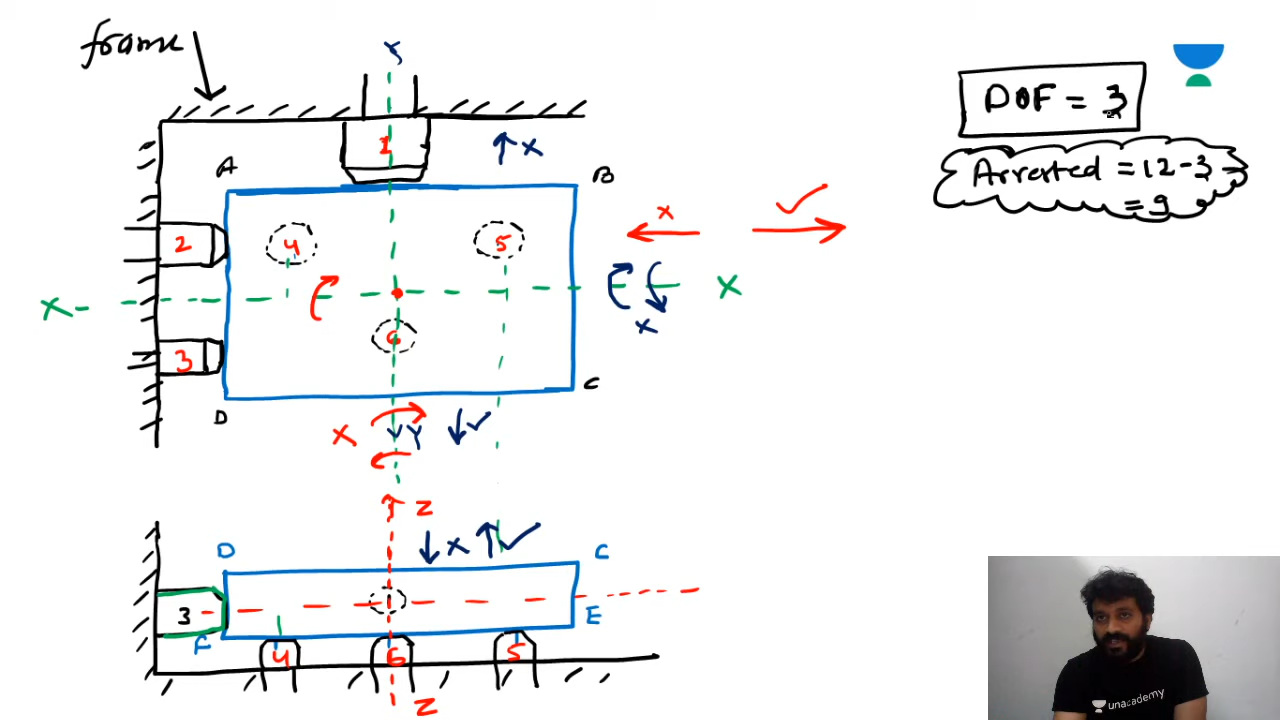 frame
Y
DOF = 3
Arrested = 12-3
= 9
1
↑ X
A
B
X
✓
2
4
5
X
X
X
6
3
D
C
X
Y
↓✓
Z
↓ X ↑✓
D
C
3
F
E
4
6
5
Z
unacademy